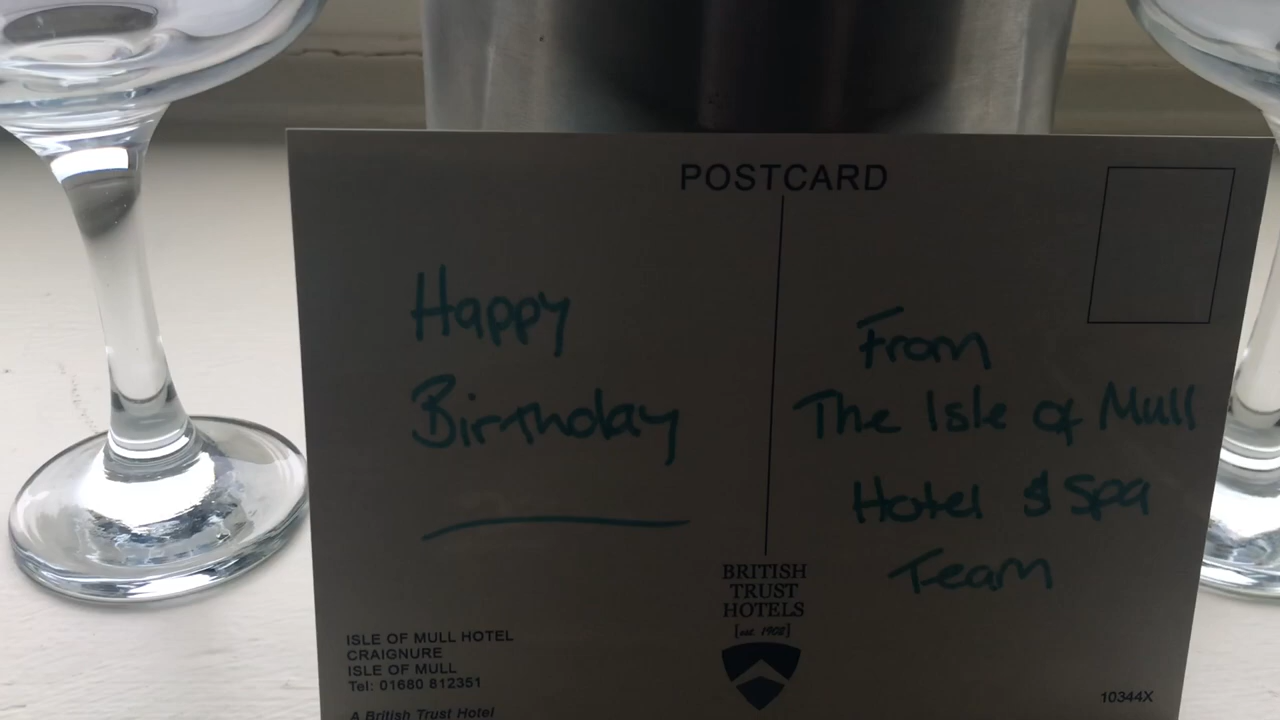 POSTCARD
Happy
Birthday
From
The Isle of Mull
Hotel & Spa
Team
BRITISH
TRUST
HOTELS
[est. 1908]
ISLE OF MULL HOTEL
CRAIGNURE
ISLE OF MULL
Tel: 01680 812351
A British Trust Hotel
10344X